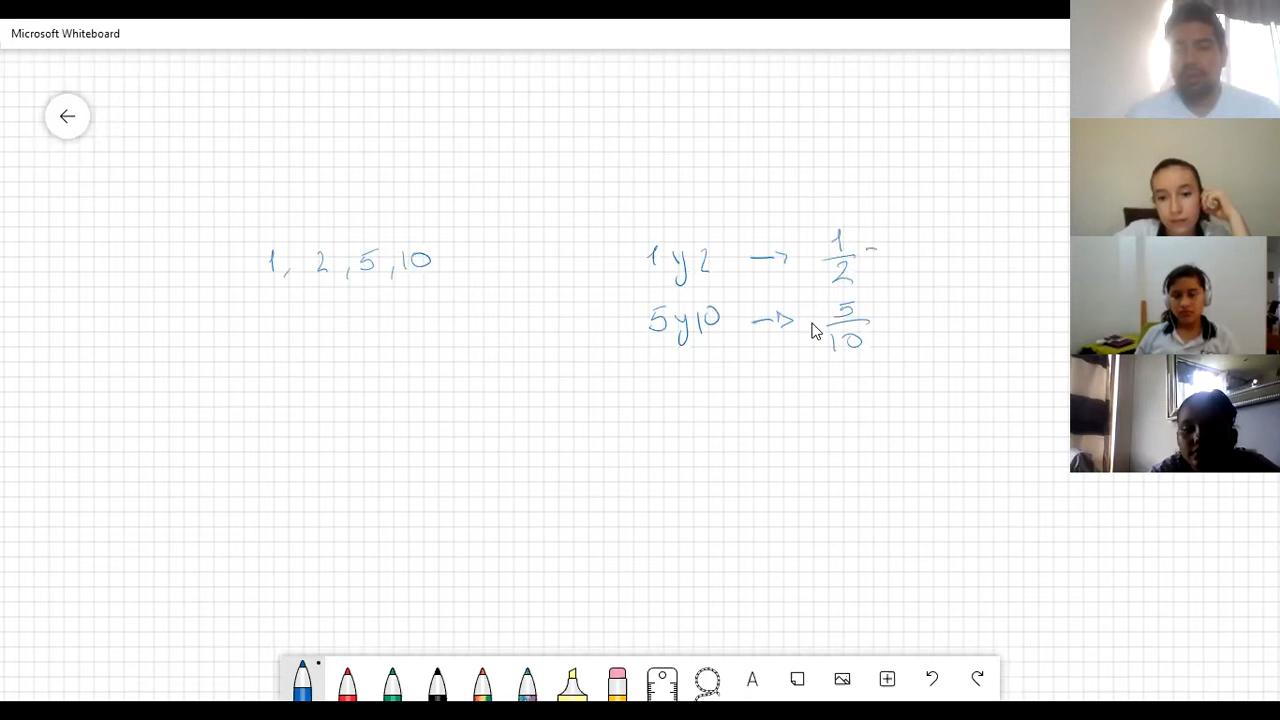 Microsoft Whiteboard
1, 2, 5, 10
1 y 2 → 1/2 -
5 y 10 → 5/10
A